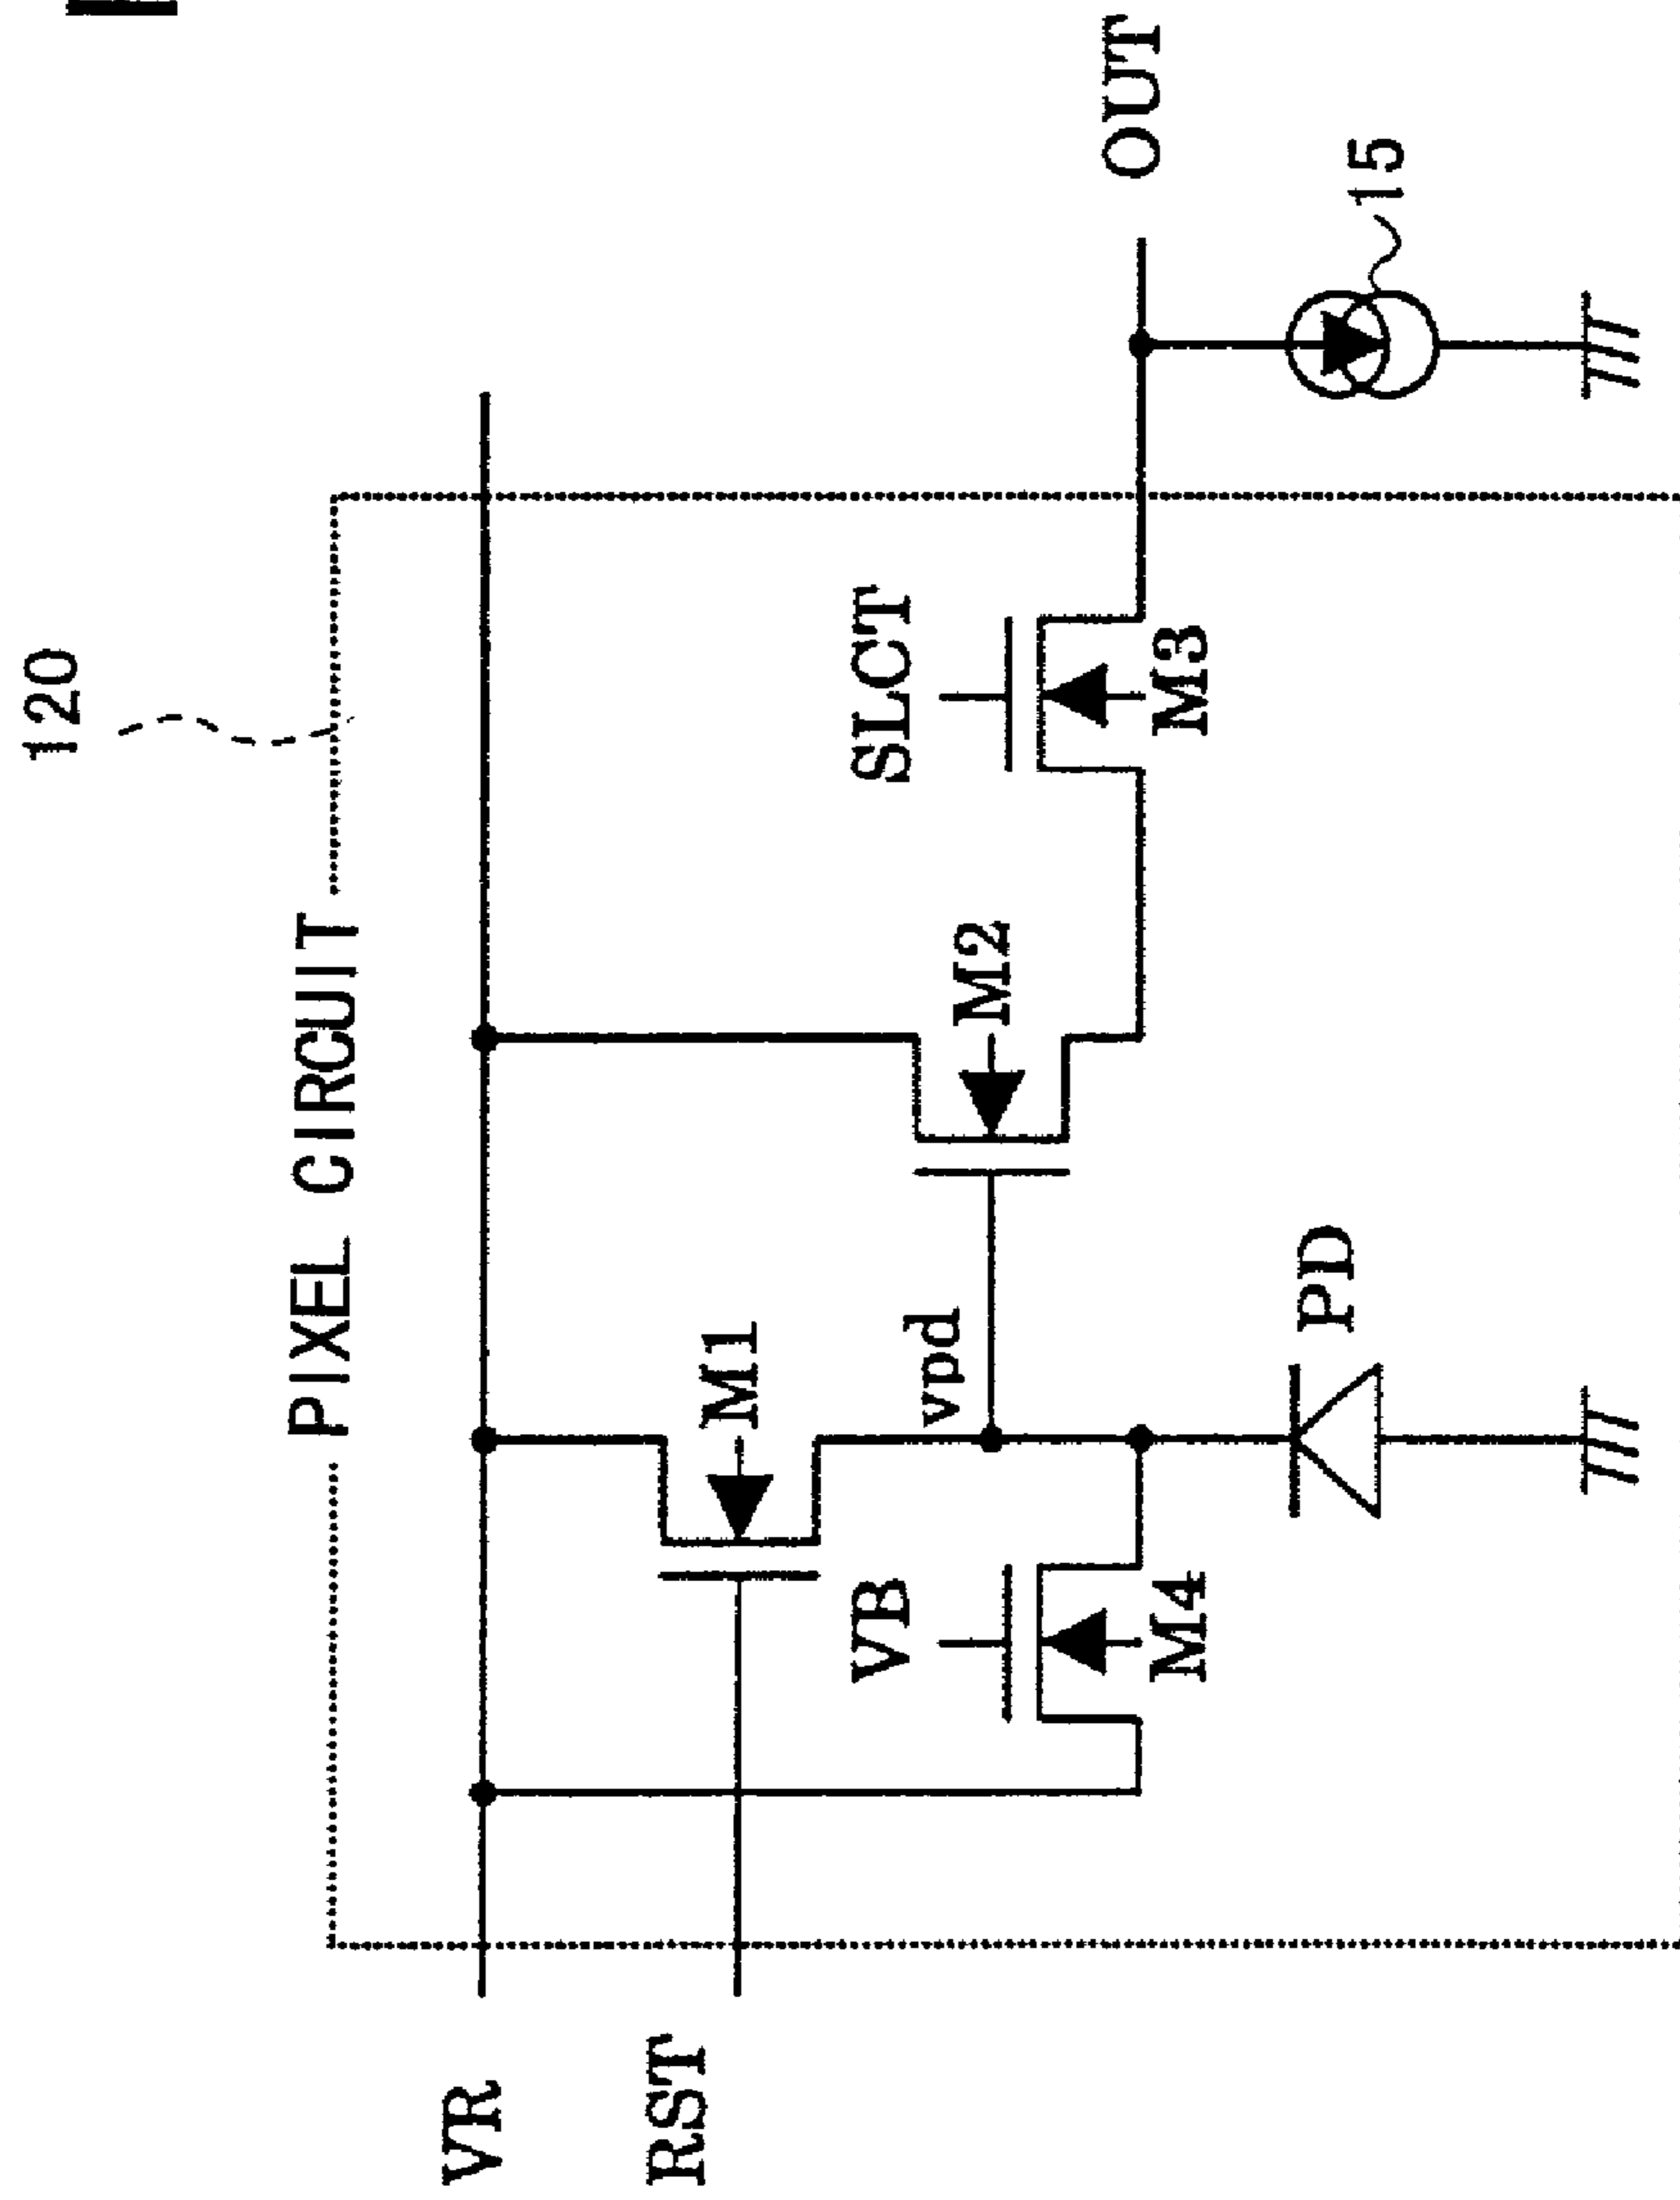 120
PIXEL CIRCUIT
VR
RST
M1
M2
SLCT
VB
vpd
M4
M3
OUT
PD
15